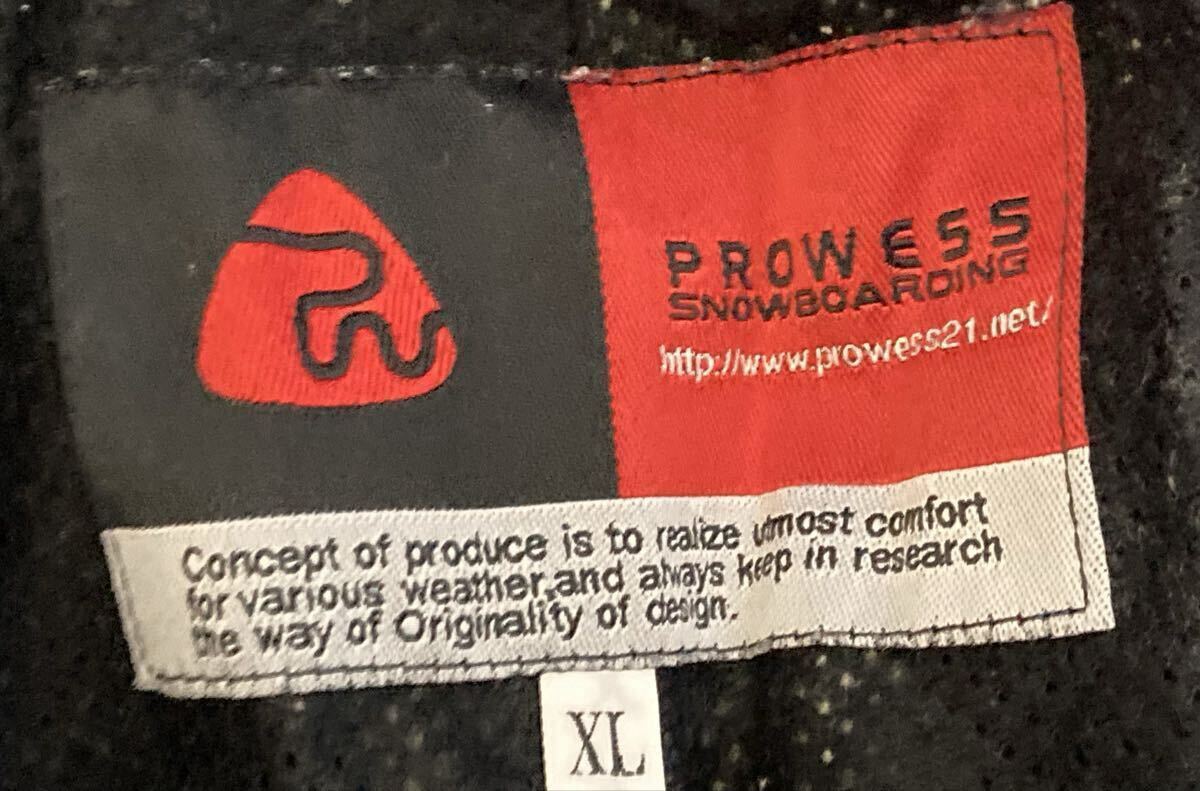 PROWESS
SNOWBOARDING
http://www.prowess21.net/
Concept of produce is to realize utmost comfort
for various weather,and always keep in research
the way of Originality of design.
XL